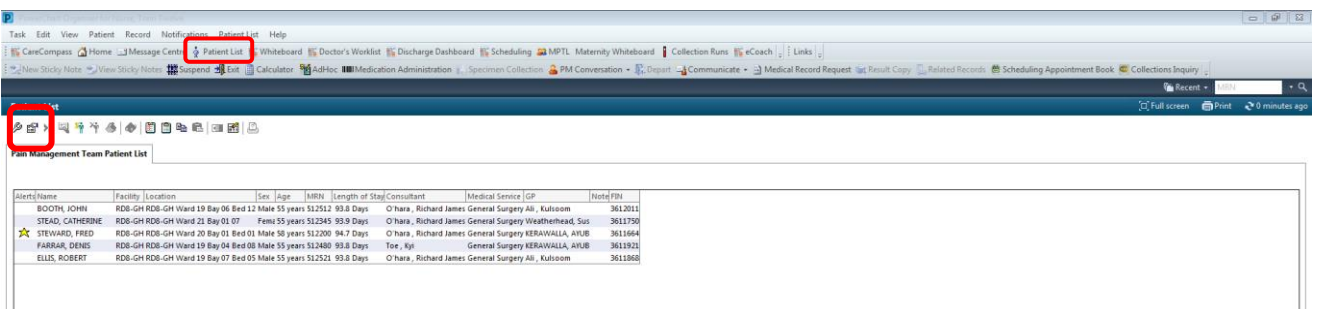 Task Edit View Patient Record Notifications Patient List Help
CareCompass Home Message Centre Patient List Whiteboard Doctor's Worklist Discharge Dashboard Scheduling MPTL Maternity Whiteboard Collection Runs eCoach Links
New Sticky Note View Sticky Notes Suspend Exit Calculator AdHoc Medication Administration Specimen Collection PM Conversation Depart Communicate Medical Record Request Result Copy Related Records Scheduling Appointment Book Collections Inquiry
Recent MRN
List Full screen Print 0 minutes ago
Pain Management Team Patient List
Alerts Name Facility Location Sex Age MRN Length of Stay Consultant Medical Service GP Note FIN
BOOTH, JOHN RD8-GH RD8-GH Ward 19 Bay 06 Bed 12 Male 55 years 512512 93.8 Days O'hara , Richard James General Surgery Ali , Kulsoom 3612011
STEAD, CATHERINE RD8-GH RD8-GH Ward 21 Bay 01 07 Fema 55 years 512345 93.9 Days O'hara , Richard James General Surgery Weatherhead, Sus 3611750
STEWARD, FRED RD8-GH RD8-GH Ward 20 Bay 01 Bed 01 Male 58 years 512200 94.7 Days O'hara , Richard James General Surgery KERAWALLA, AYUB 3611664
FARRAR, DENIS RD8-GH RD8-GH Ward 19 Bay 04 Bed 08 Male 55 years 512480 93.8 Days Toe , Kyi General Surgery KERAWALLA, AYUB 3611921
ELLIS, ROBERT RD8-GH RD8-GH Ward 19 Bay 07 Bed 05 Male 55 years 512521 93.8 Days O'hara , Richard James General Surgery Ali , Kulsoom 3611868